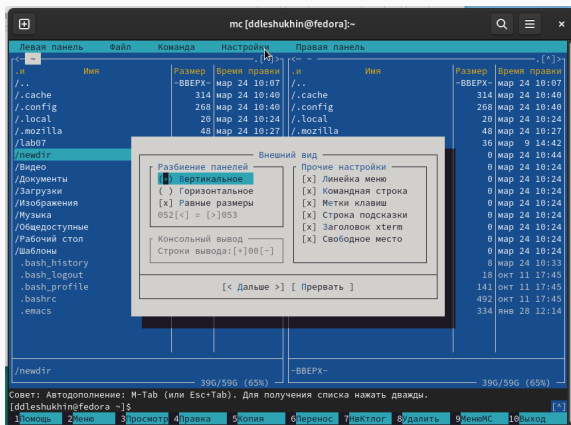 mc [ddleshukhin@fedora]:~
Левая панель Файл Команда Настройки Правая панель
<- ~ .[^]> <- ~ .[^]>
.и Имя Размер Время правки .и Имя Размер Время правки
/.. -ВВЕРХ- мар 24 10:07 /.. -ВВЕРХ- мар 24 10:07
/.cache 314 мар 24 10:40 /.cache 314 мар 24 10:40
/.config 268 мар 24 10:40 /.config 268 мар 24 10:40
/.local 20 мар 24 10:24 /.local 20 мар 24 10:24
/.mozilla 48 мар 24 10:27 /.mozilla 48 мар 24 10:27
/lab07 36 мар 9 14:42
/newdir 0 мар 24 10:44
/Видео 0 мар 24 10:24
/Документы 0 мар 24 10:24
/Загрузки 0 мар 24 10:24
/Изображения 0 мар 24 10:24
/Музыка 0 мар 24 10:24
/Общедоступные 0 мар 24 10:24
/Рабочий стол 0 мар 24 10:24
/Шаблоны 0 мар 24 10:24
.bash_history 8 мар 24 10:33
.bash_logout 18 окт 11 17:45
.bash_profile 141 окт 11 17:45
.bashrc 492 окт 11 17:45
.emacs 334 янв 28 12:14
Внешний вид
Разбиение панелей
Вертикальное
( ) Горизонтальное
[x] Равные размеры
052[<] = [>]053
Консольный вывод
Строки вывода:[+]00[-]
Прочие настройки
[x] Линейка меню
[x] Командная строка
[x] Метки клавиш
[x] Строка подсказки
[x] Заголовок xterm
[x] Свободное место
[< Дальше >] [ Прервать ]
/newdir -ВВЕРХ-
39G/59G (65%) 39G/59G (65%)
Совет: Автодополнение: M-Tab (или Esc+Tab). Для получения списка нажать дважды.
[ddleshukhin@fedora ~]$ [^]
1Помощь 2Меню 3Просмотр 4Правка 5Копия 6Перенос 7НвКтлог 8Удалить 9МенюMC 10Выход